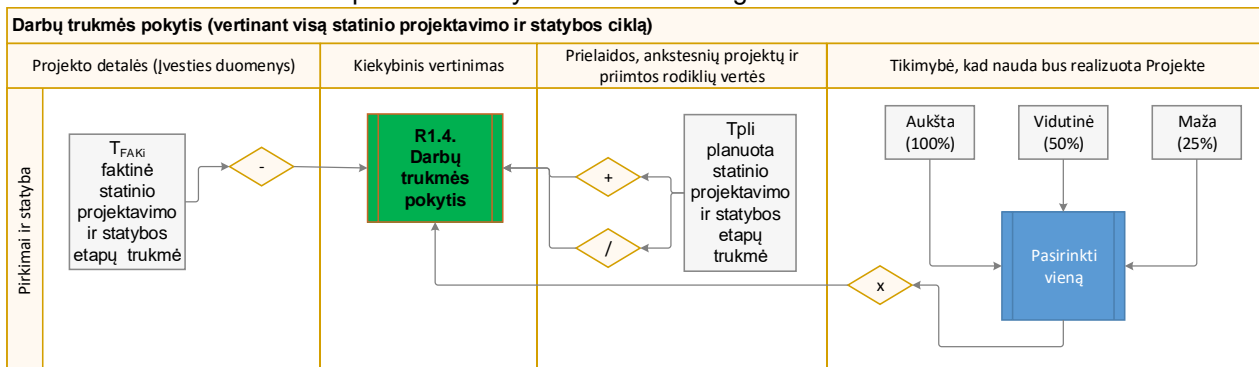 Darbų trukmės pokytis (vertinant visą statinio projektavimo ir statybos ciklą)
Projekto detalės (Įvesties duomenys)
Kiekybinis vertinimas
Prielaidos, ankstesnių projektų ir
priimtos rodiklių vertės
Tikimybė, kad nauda bus realizuota Projekte
Pirkimai ir statyba
TFAKi
faktinė
statinio
projektavimo
ir statybos
etapų trukmė
-
R1.4.
Darbų
trukmės
pokytis
+
/
Tpli
planuota
statinio
projektavimo
ir statybos
etapų
trukmė
Aukšta
(100%)
Vidutinė
(50%)
Maža
(25%)
Pasirinkti
vieną
x